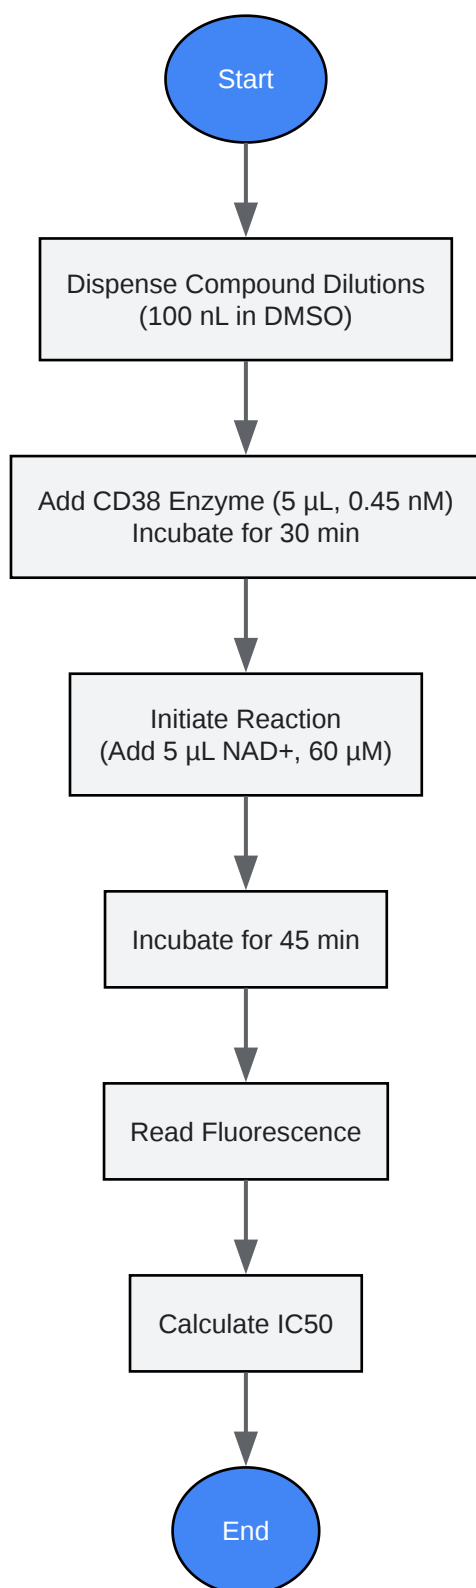 Start
Dispense Compound Dilutions
(100 nL in DMSO)
Add CD38 Enzyme (5 µL, 0.45 nM)
Incubate for 30 min
Initiate Reaction
(Add 5 µL NAD+, 60 µM)
Incubate for 45 min
Read Fluorescence
Calculate IC50
End